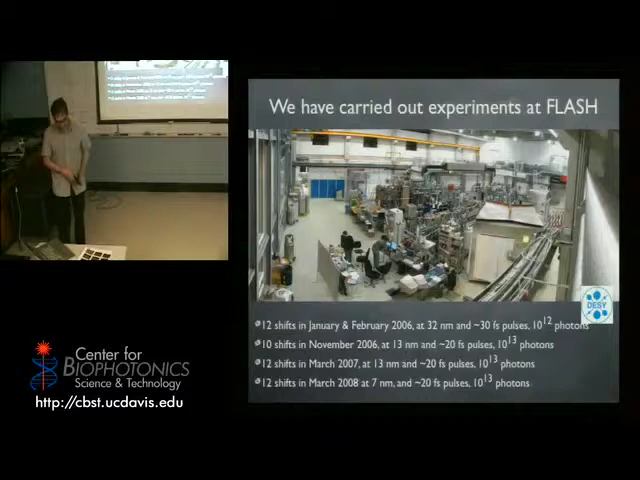 We have carried out experiments at FLASH
DESY
12 shifts in January & February 2006, at 32 nm and ~30 fs pulses, 10¹² photons
10 shifts in November 2006, at 13 nm and ~20 fs pulses, 10¹³ photons
12 shifts in March 2007, at 13 nm and ~20 fs pulses, 10¹³ photons
12 shifts in March 2008 at 7 nm, and ~20 fs pulses, 10¹³ photons
Center for
BIOPHOTONICS
Science & Technology
http://cbst.ucdavis.edu